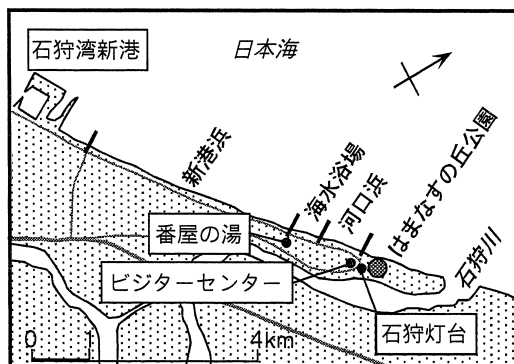 石狩湾新港
日本海
新港浜
海水浴場
河口浜
はまなすの丘公園
番屋の湯
石狩川
ビジターセンター
石狩灯台
0 1 4km